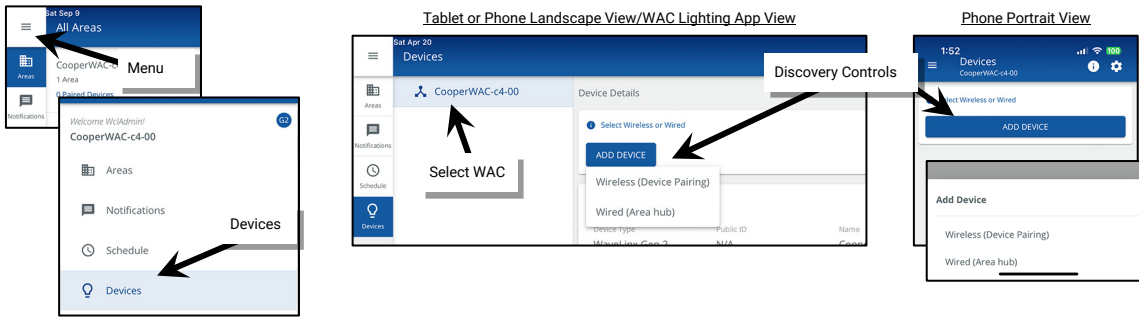 Sat Sep 9
All Areas
Areas
CooperWAC-c
1 Area
0 Paired Devices
Notifications
Menu
Welcome WclAdmin!
CooperWAC-c4-00
G2
Areas
Notifications
Schedule
Devices
Devices
Tablet or Phone Landscape View/WAC Lighting App View
Sat Apr 20
Devices
Areas
Notifications
Schedule
Devices
CooperWAC-c4-00
Select WAC
Device Details
Select Wireless or Wired
ADD DEVICE
Wireless (Device Pairing)
Wired (Area hub)
Device Type
Public ID
Name
WaveLinx Gen 2
N/A
Coop
Discovery Controls
Phone Portrait View
1:52
100
Devices
CooperWAC-c4-00
Select Wireless or Wired
ADD DEVICE
Add Device
Wireless (Device Pairing)
Wired (Area hub)